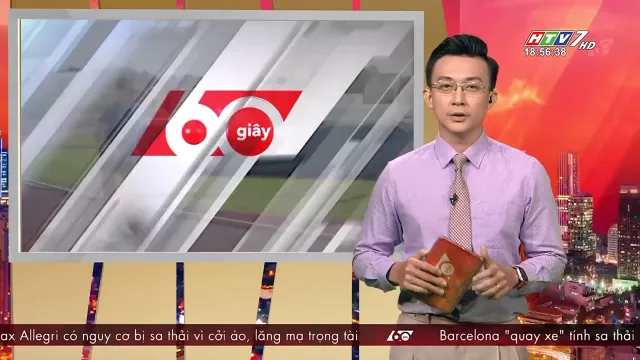 HTV7 HD
18:56:38
60 giây
ax Allegri có nguy cơ bị sa thải vì cởi áo, lăng mạ trọng tài 60 Barcelona "quay xe" tính sa thải